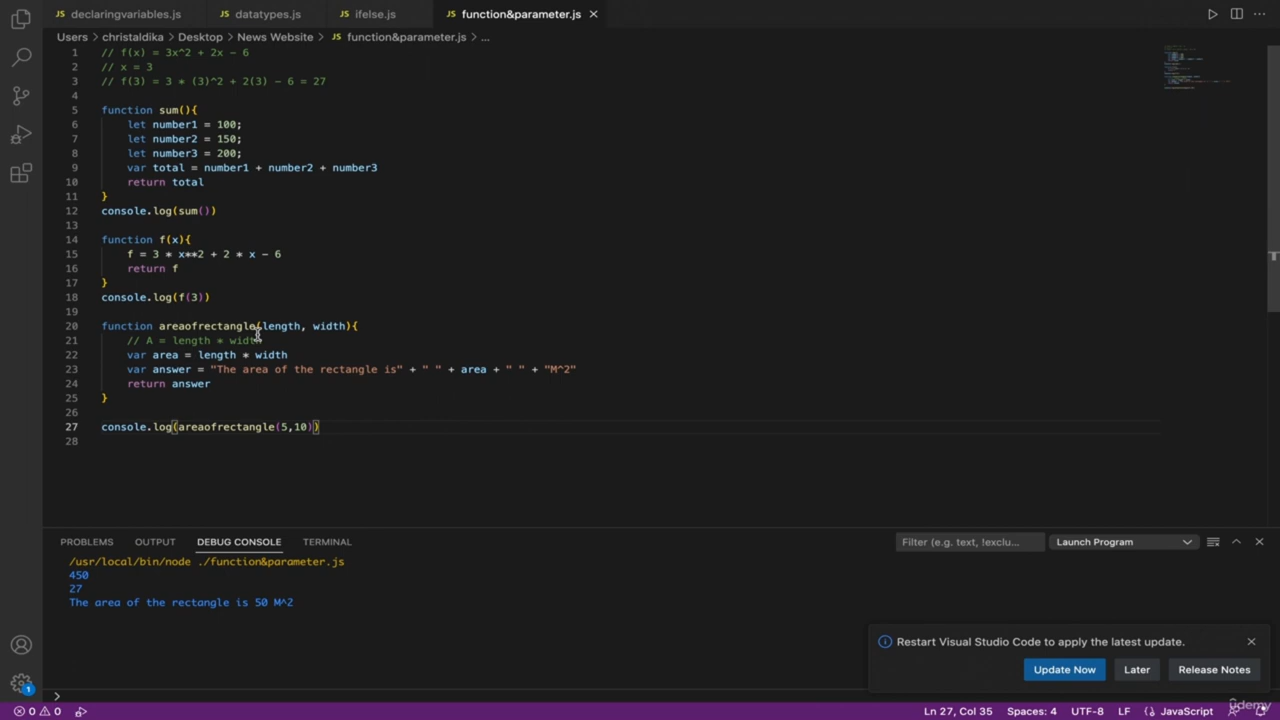 declaringvariables.js datatypes.js ifelse.js function&parameter.js
Users > christaldika > Desktop > News Website > JS function&parameter.js > ...
1 // f(x) = 3x^2 + 2x - 6
2 // x = 3
3 // f(3) = 3 * (3)^2 + 2(3) - 6 = 27
4
5 function sum(){
6 let number1 = 100;
7 let number2 = 150;
8 let number3 = 200;
9 var total = number1 + number2 + number3
10 return total
11 }
12 console.log(sum())
13
14 function f(x){
15 f = 3 * x**2 + 2 * x - 6
16 return f
17 }
18 console.log(f(3))
19
20 function areaofrectangle(length, width){
21 // A = length * width
22 var area = length * width
23 var answer = "The area of the rectangle is" + " " + area + " " + "M^2"
24 return answer
25 }
26
27 console.log(areaofrectangle(5,10))
28
PROBLEMS OUTPUT DEBUG CONSOLE TERMINAL Filter (e.g. text, !exclu... Launch Program
/usr/local/bin/node ./function&parameter.js
450
27
The area of the rectangle is 50 M^2
Restart Visual Studio Code to apply the latest update.
Update Now Later Release Notes
1
>
0 0 Ln 27, Col 35 Spaces: 4 UTF-8 LF {} JavaScript
udemy